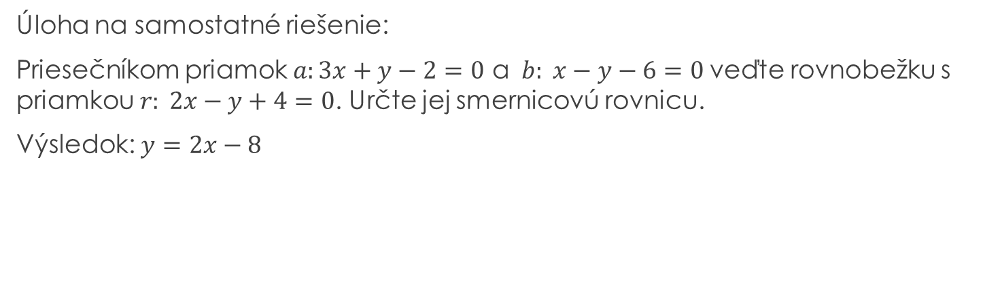 Úloha na samostatné riešenie:
Priesečníkom priamok a: 3x + y − 2 = 0 a b: x − y − 6 = 0 veďte rovnobežku s
priamkou r: 2x − y + 4 = 0. Určte jej smernicovú rovnicu.
Výsledok: y = 2x − 8